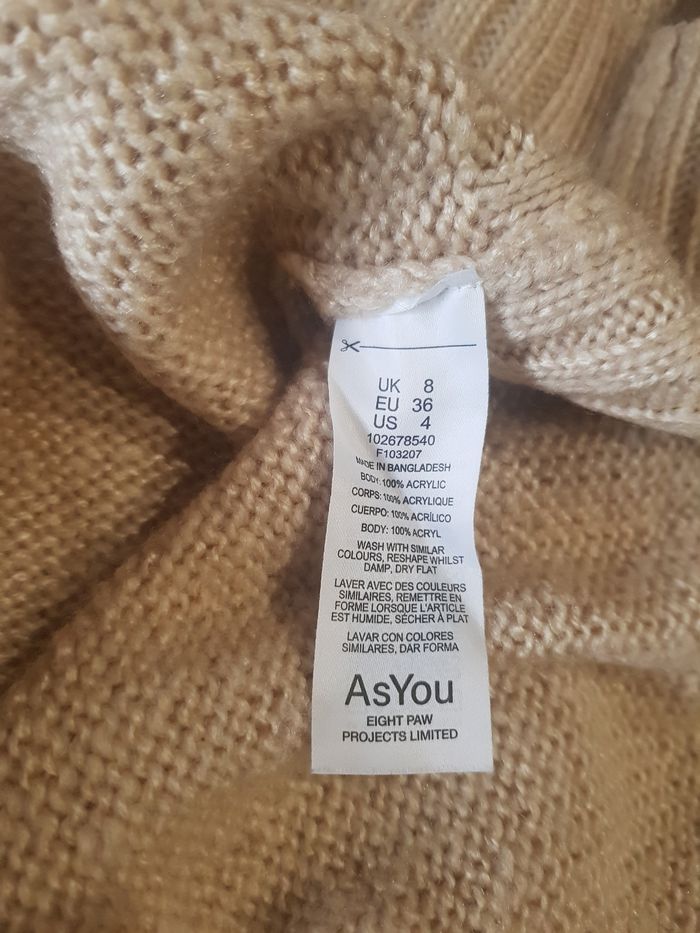 UK 8
EU 36
US 4
102678540
F103207
MADE IN BANGLADESH
BODY: 100% ACRYLIC
CORPS: 100% ACRYLIQUE
CUERPO: 100% ACRÍLICO
BODY: 100% ACRYL
WASH WITH SIMILAR
COLOURS, RESHAPE WHILST
DAMP, DRY FLAT
LAVER AVEC DES COULEURS
SIMILAIRES, REMETTRE EN
FORME LORSQUE L'ARTICLE
EST HUMIDE, SÉCHER À PLAT
LAVAR CON COLORES
SIMILARES, DAR FORMA
AsYou
EIGHT PAW
PROJECTS LIMITED